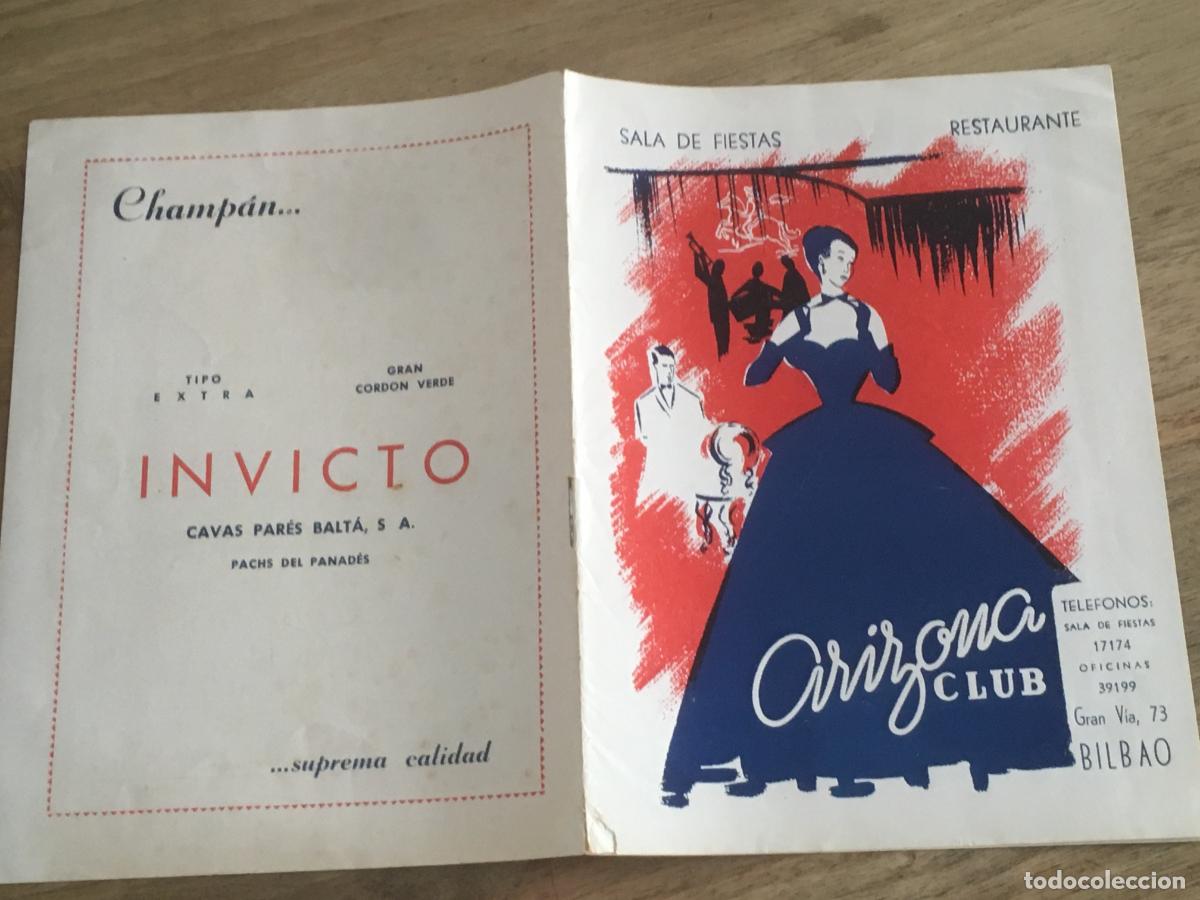 Champán...
TIPO
EXTRA
GRAN
CORDON VERDE
INVICTO
CAVAS PARÉS BALTÁ, S A.
PACHS DEL PANADÉS
...suprema calidad
SALA DE FIESTAS
RESTAURANTE
arizona
CLUB
TELEFONOS:
SALA DE FIESTAS
17174
OFICINAS
39199
Gran Vía, 73
BILBAO
todocoleccion